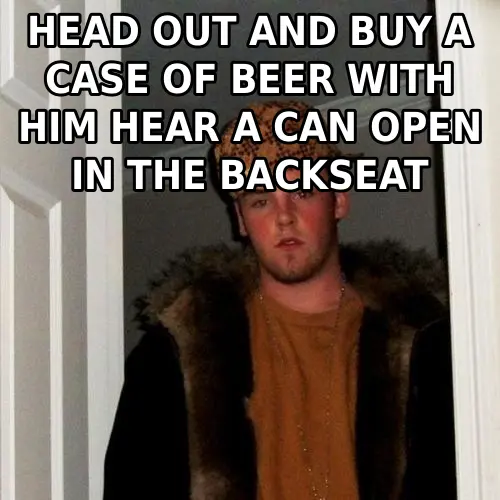 HEAD OUT AND BUY A
CASE OF BEER WITH
HIM HEAR A CAN OPEN
IN THE BACKSEAT